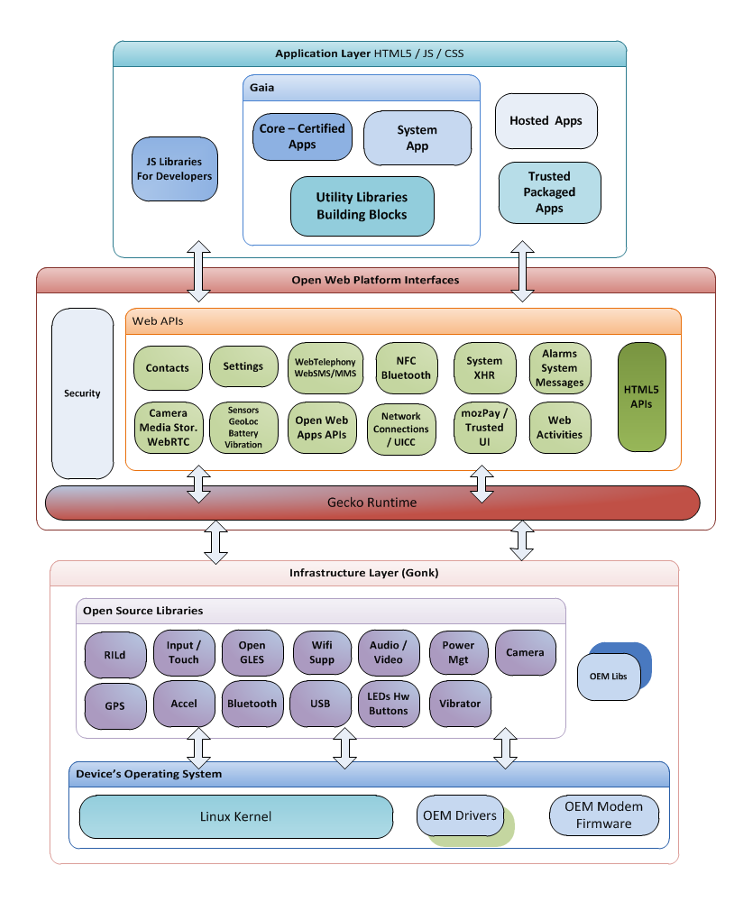 Application Layer HTML5 / JS / CSS
Gaia
Core – Certified
Apps
System
App
Hosted Apps
JS Libraries
For Developers
Trusted
Packaged
Apps
Utility Libraries
Building Blocks
Open Web Platform Interfaces
Security
Web APIs
Contacts
Settings
WebTelephony
WebSMS/MMS
NFC
Bluetooth
System
XHR
Alarms
System
Messages
HTML5
APIs
Camera
Media Stor.
WebRTC
Sensors
GeoLoc
Battery
Vibration
Open Web
Apps APIs
Network
Connections
/ UICC
mozPay /
Trusted
UI
Web
Activities
Gecko Runtime
Infrastructure Layer (Gonk)
Open Source Libraries
RILd
Input /
Touch
Open
GLES
Wifi
Supp
Audio /
Video
Power
Mgt
Camera
OEM Libs
GPS
Accel
Bluetooth
USB
LEDs Hw
Buttons
Vibrator
Device's Operating System
Linux Kernel
OEM Drivers
OEM Modem
Firmware